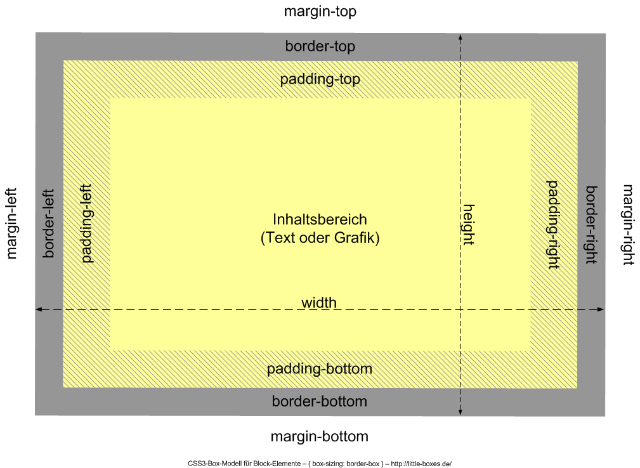 margin-top
border-top
padding-top
margin-left
border-left
padding-left
Inhaltsbereich
(Text oder Grafik)
height
padding-right
border-right
margin-right
width
padding-bottom
border-bottom
margin-bottom
CSS3-Box-Modell für Block-Elemente – { box-sizing: border-box } – http://little-boxes.de/